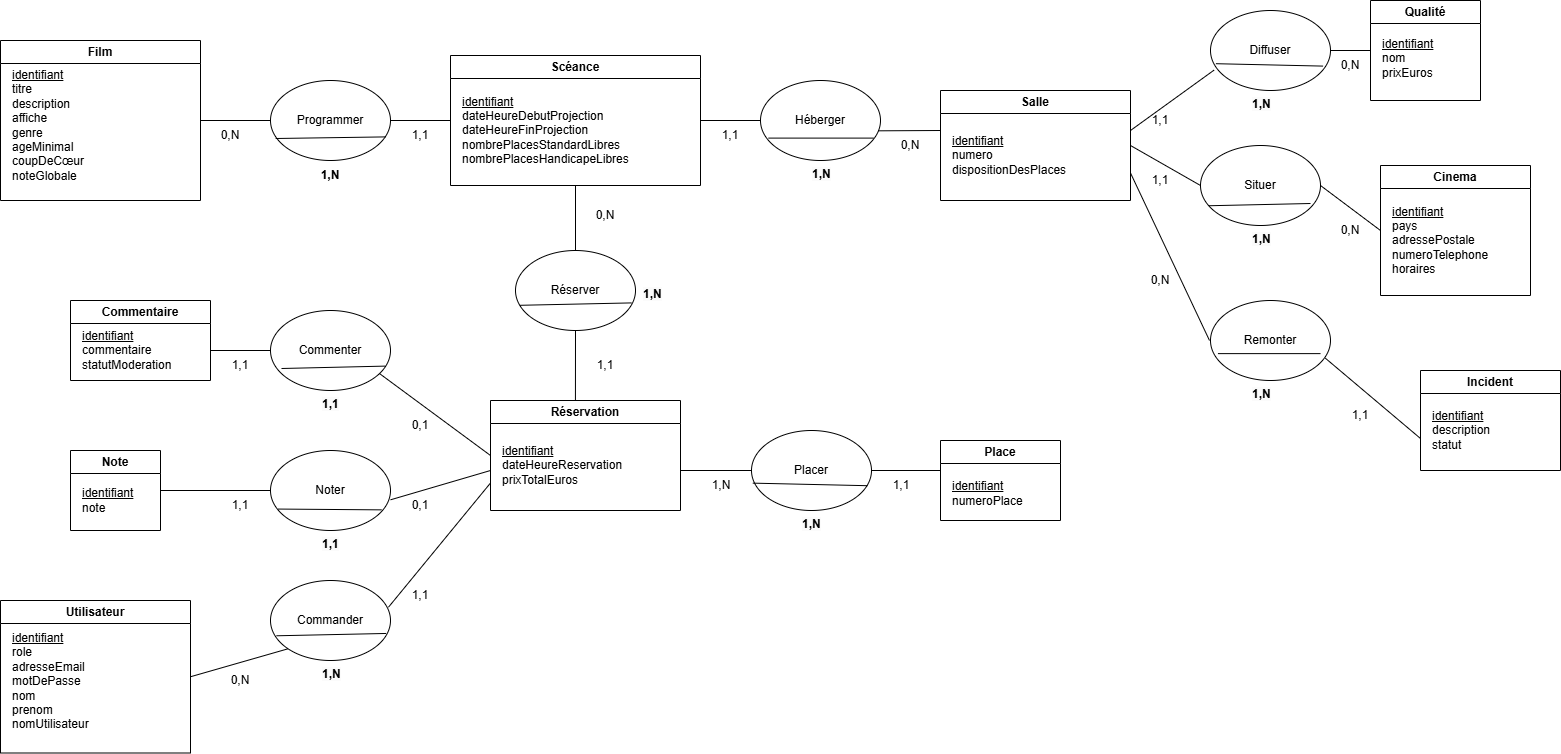 Film
identifiant
titre
description
affiche
genre
ageMinimal
coupDeCœur
noteGlobale
0,N
Programmer
1,N
1,1
Scéance
identifiant
dateHeureDebutProjection
dateHeureFinProjection
nombrePlacesStandardLibres
nombrePlacesHandicapeLibres
1,1
Héberger
1,N
0,N
Salle
identifiant
numero
dispositionDesPlaces
1,1
Diffuser
1,N
0,N
Qualité
identifiant
nom
prixEuros
1,1
Situer
1,N
0,N
Cinema
identifiant
pays
adressePostale
numeroTelephone
horaires
0,N
Remonter
1,N
1,1
Incident
identifiant
description
statut
0,N
Réserver
1,N
1,1
Commentaire
identifiant
commentaire
statutModeration
1,1
Commenter
1,1
0,1
Réservation
identifiant
dateHeureReservation
prixTotalEuros
1,N
Placer
1,N
1,1
Place
identifiant
numeroPlace
Note
identifiant
note
1,1
Noter
1,1
0,1
Utilisateur
identifiant
role
adresseEmail
motDePasse
nom
prenom
nomUtilisateur
0,N
Commander
1,N
1,1